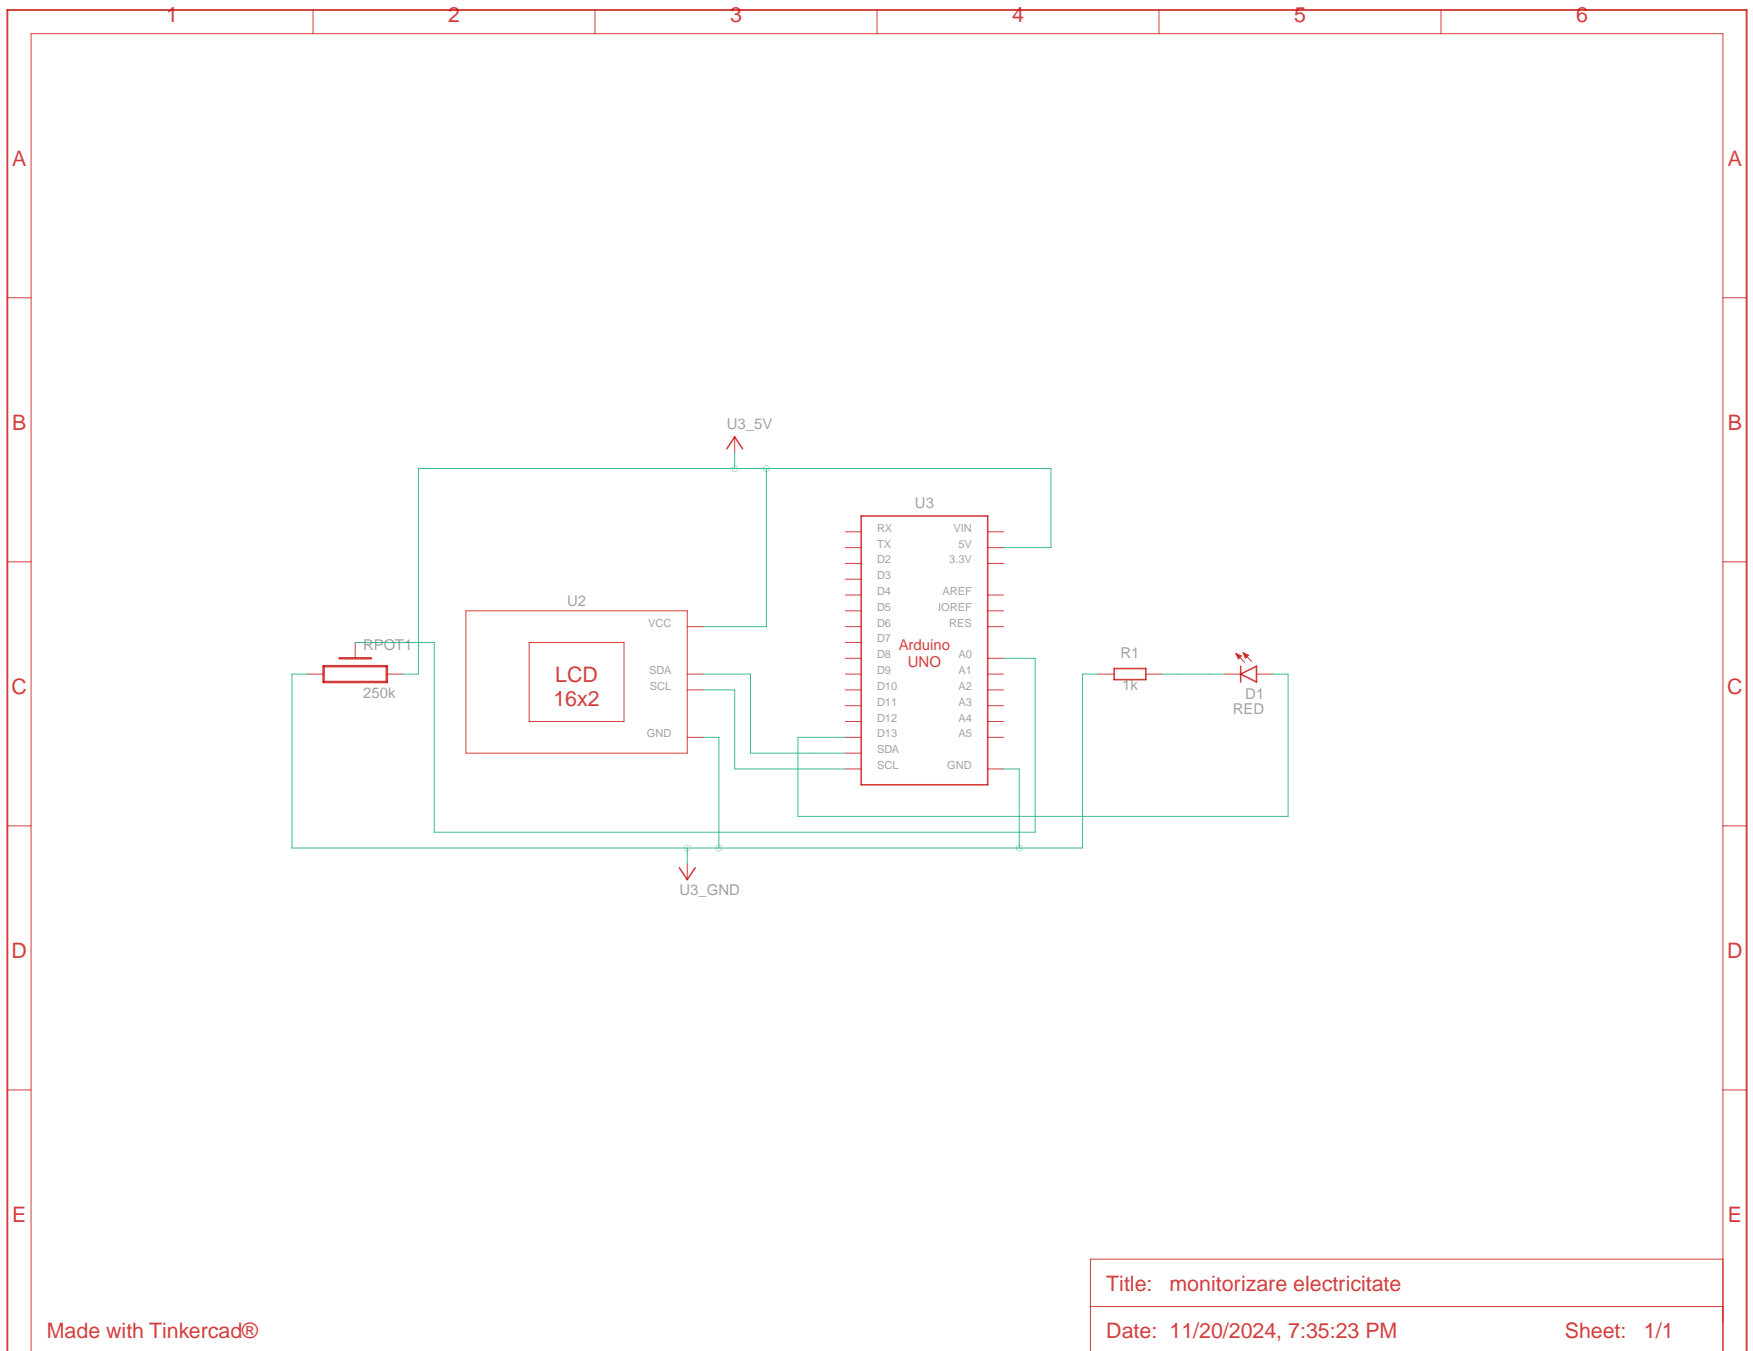 1 2 3 4 5 6
A A
B B
U3_5V
U3
RX VIN
TX 5V
D2 3.3V
D3
D4 AREF
D5 IOREF
D6 RES
D7
Arduino
UNO
D8 A0
D9 A1
D10 A2
D11 A3
D12 A4
D13 A5
SDA
SCL GND
U2
VCC
LCD
16x2
SDA
SCL
GND
RPOT1
250k
R1
1k
D1
RED
C C
U3_GND
D D
E E
Title: monitorizare electricitate
Made with Tinkercad®
Date: 11/20/2024, 7:35:23 PM Sheet: 1/1